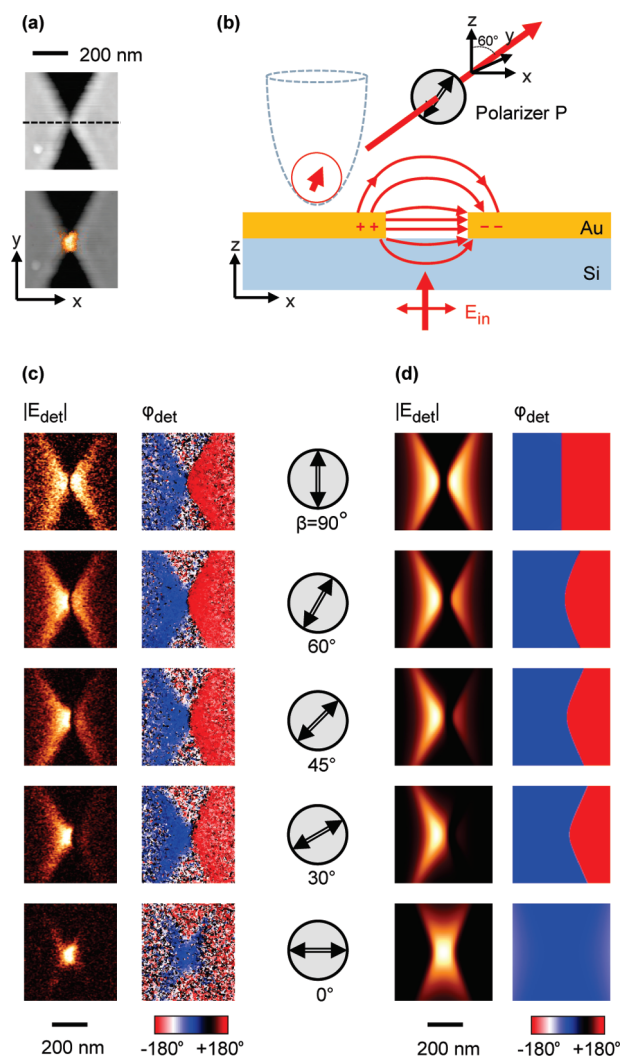 (a)
200 nm
y
x
(b)
z
60°
y
x
Polarizer P
++
−−
Au
Si
z
x
E_in
(c)
|E_det|
φ_det
(d)
|E_det|
φ_det
β=90°
60°
45°
30°
0°
200 nm
-180°
+180°
200 nm
-180°
+180°